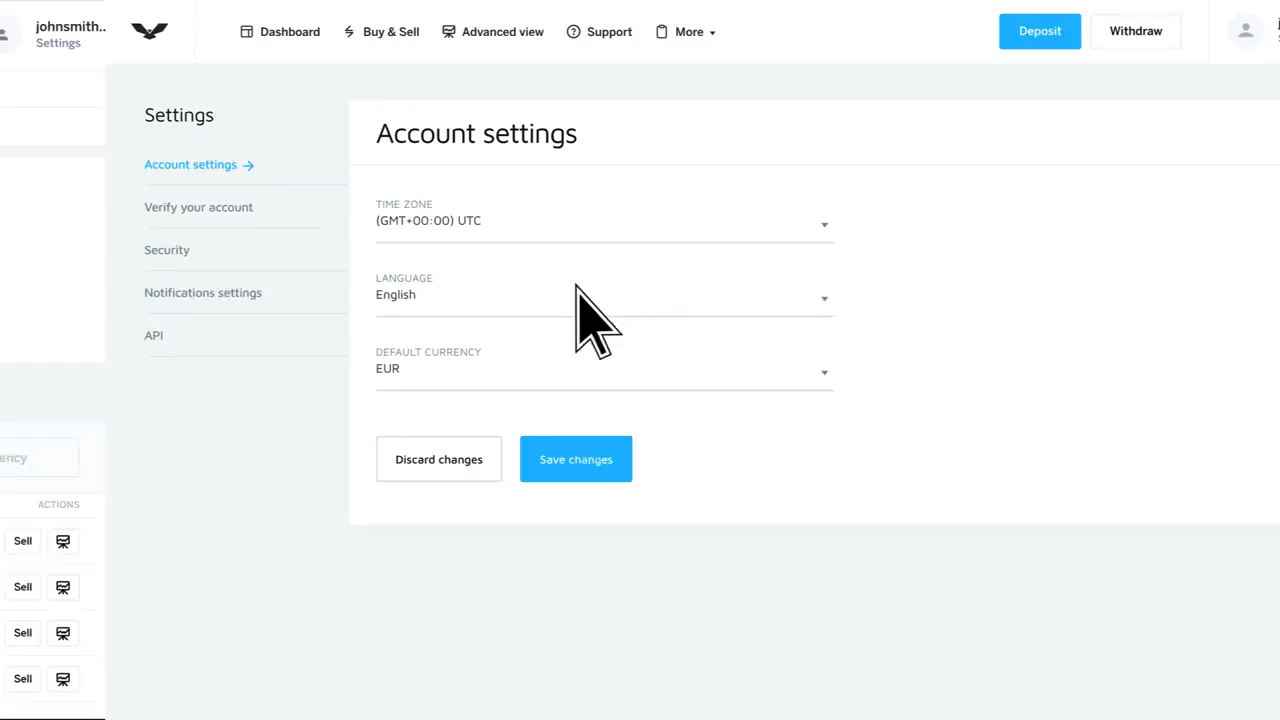 johnsmith..
Settings
Dashboard
Buy & Sell
Advanced view
Support
More
Deposit
Withdraw
Settings
Account settings
Verify your account
Security
Notifications settings
API
Account settings
TIME ZONE
(GMT+00:00) UTC
LANGUAGE
English
DEFAULT CURRENCY
EUR
Discard changes
Save changes
ency
ACTIONS
Sell
Sell
Sell
Sell